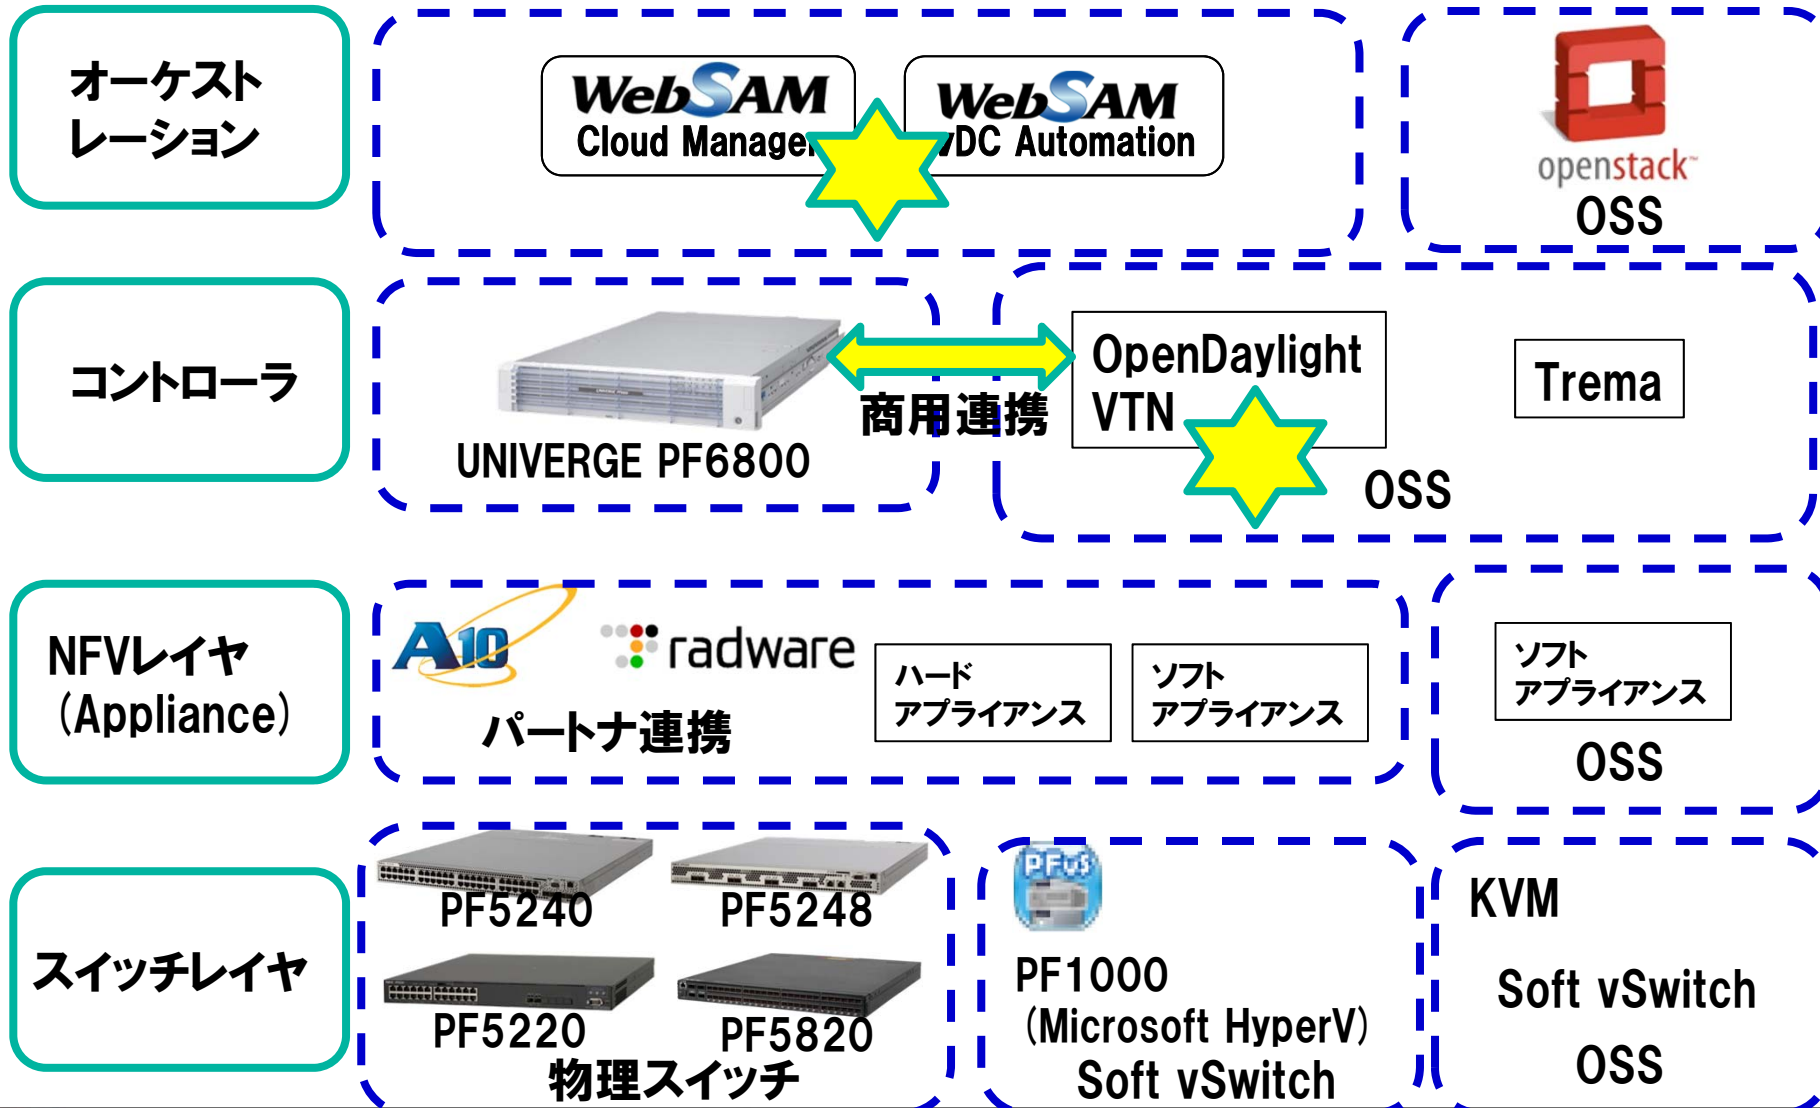 オーケスト
レーション
WebSAM
Cloud Manager
WebSAM
vDC Automation
openstack™
OSS
コントローラ
UNIVERGE PF6800
商用連携
OpenDaylight
VTN
Trema
OSS
NFVレイヤ
(Appliance)
A10
radware
パートナ連携
ハード
アプライアンス
ソフト
アプライアンス
ソフト
アプライアンス
OSS
スイッチレイヤ
PF5240
PF5248
PF5220
PF5820
物理スイッチ
PFvS
PF1000
(Microsoft HyperV)
Soft vSwitch
KVM
Soft vSwitch
OSS